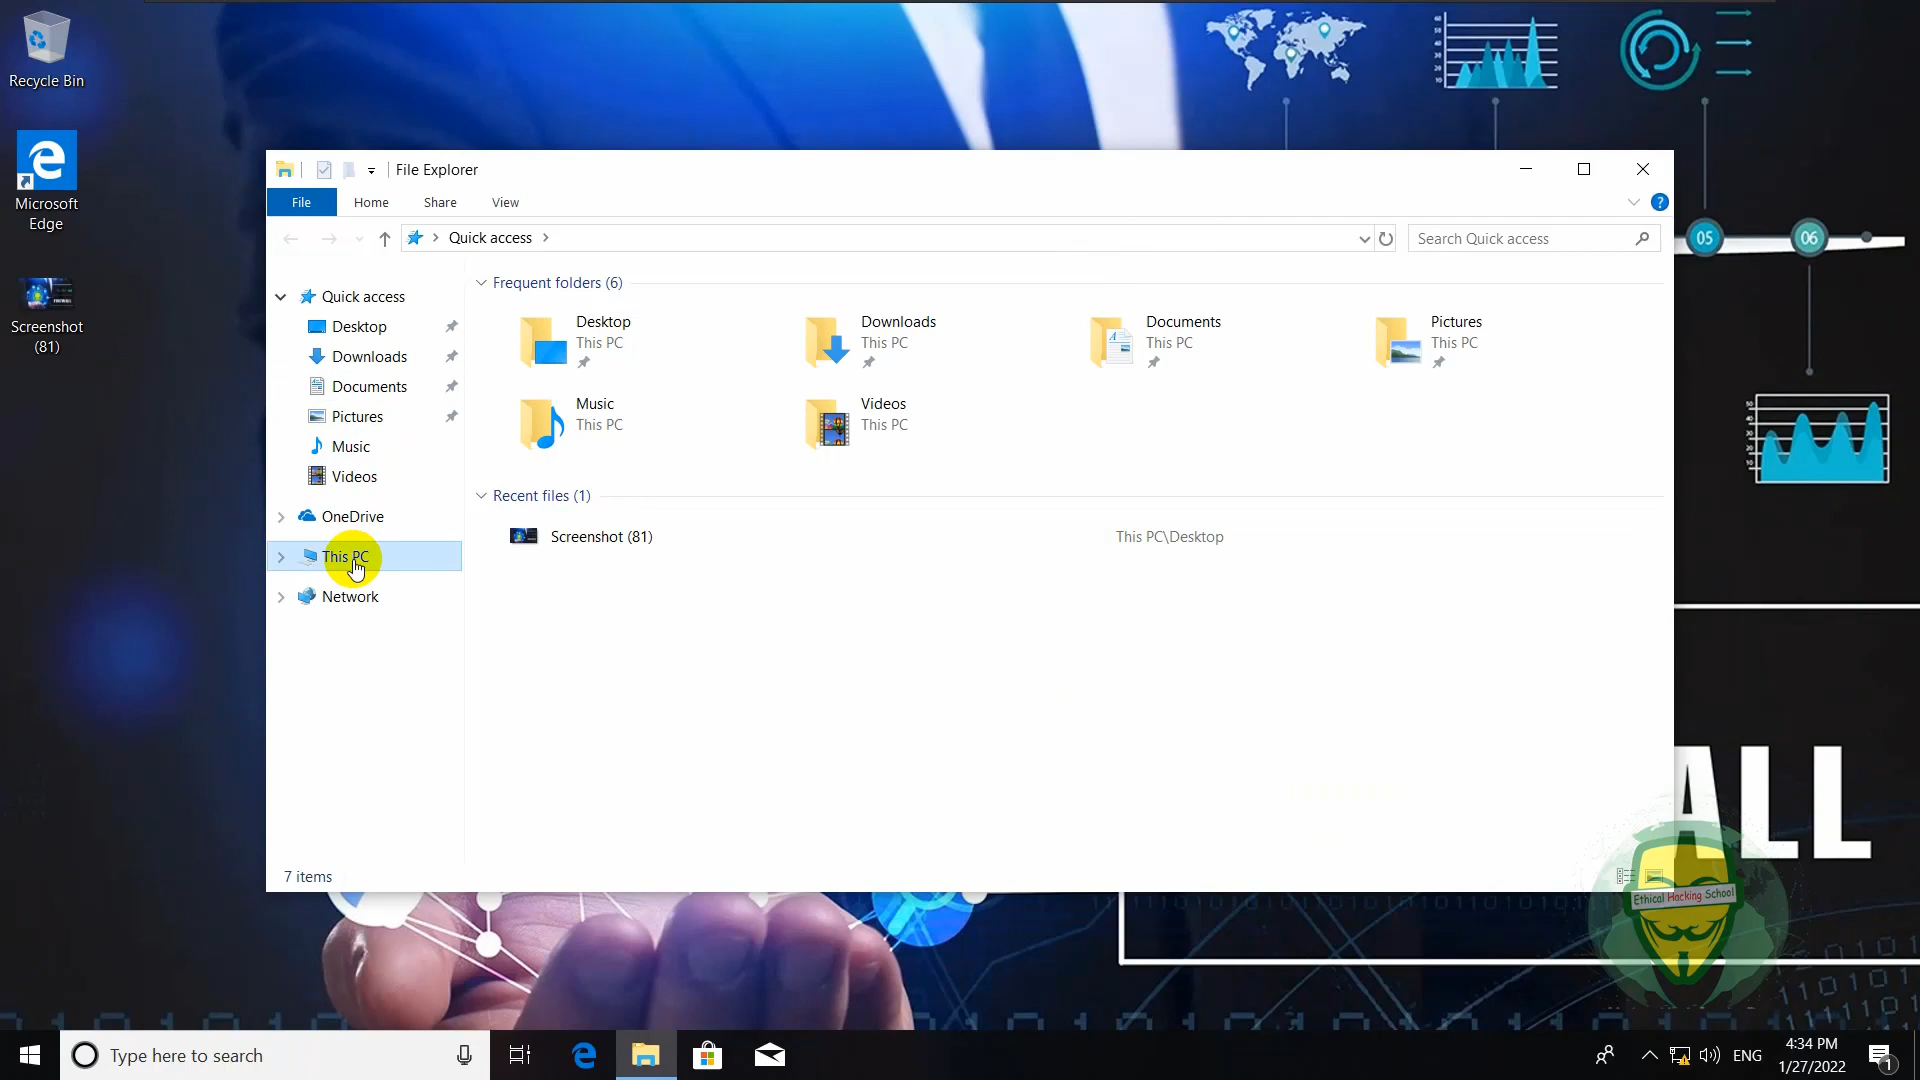 Recycle Bin
Microsoft
Edge
Screenshot
(81)
File Explorer
File
Home
Share
View
Quick access
Search Quick access
Quick access
Desktop
Downloads
Documents
Pictures
Music
Videos
OneDrive
This PC
Network
Frequent folders (6)
Desktop
This PC
Downloads
This PC
Documents
This PC
Pictures
This PC
Music
This PC
Videos
This PC
Recent files (1)
Screenshot (81)
This PC\Desktop
7 items
05
06
ALL
Ethical Hacking School
Type here to search
ENG
4:34 PM
1/27/2022
1